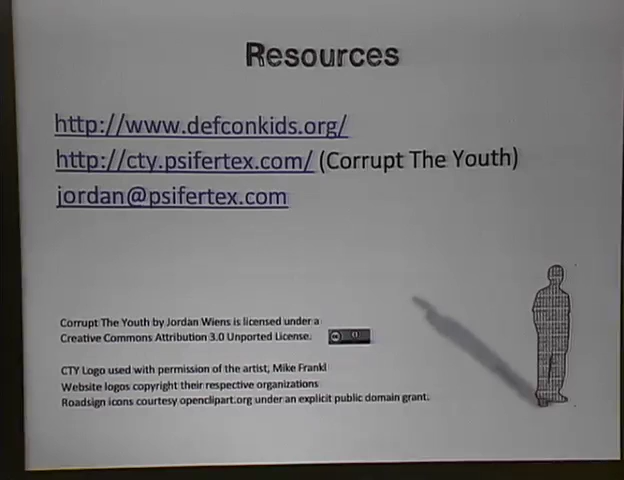 Resources
http://www.defconkids.org/
http://cty.psifertex.com/ (Corrupt The Youth)
jordan@psifertex.com
Corrupt The Youth by Jordan Wiens is licensed under a
Creative Commons Attribution 3.0 Unported License.
CTY Logo used with permission of the artist, Mike Frankl
Website logos copyright their respective organizations
Roadsign icons courtesy openclipart.org under an explicit public domain grant.